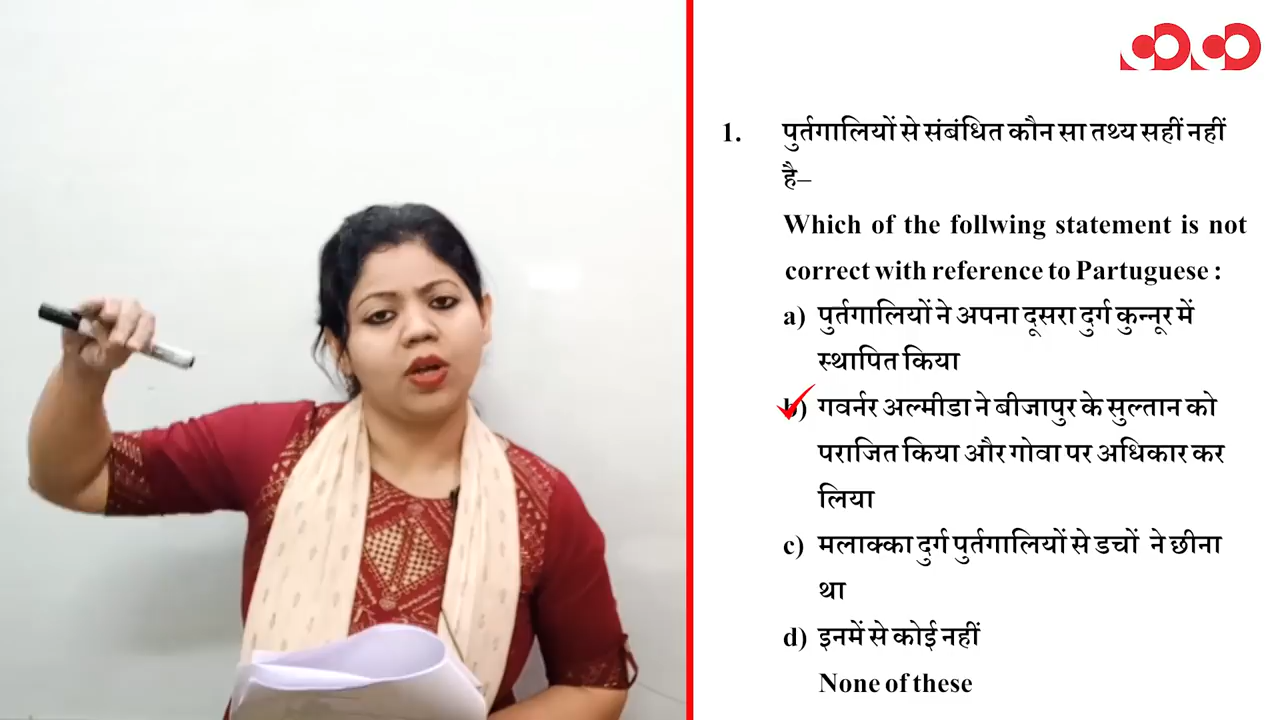 1. पुर्तगालियों से संबंधित कौन सा तथ्य सहीं नहीं
है–
Which of the follwing statement is not
correct with reference to Partuguese :
a) पुर्तगालियों ने अपना दूसरा दुर्ग कुन्नूर में
स्थापित किया
b) गवर्नर अल्मीडा ने बीजापुर के सुल्तान को
पराजित किया और गोवा पर अधिकार कर
लिया
c) मलाक्का दुर्ग पुर्तगालियों से डचों ने छीना
था
d) इनमें से कोई नहीं
None of these